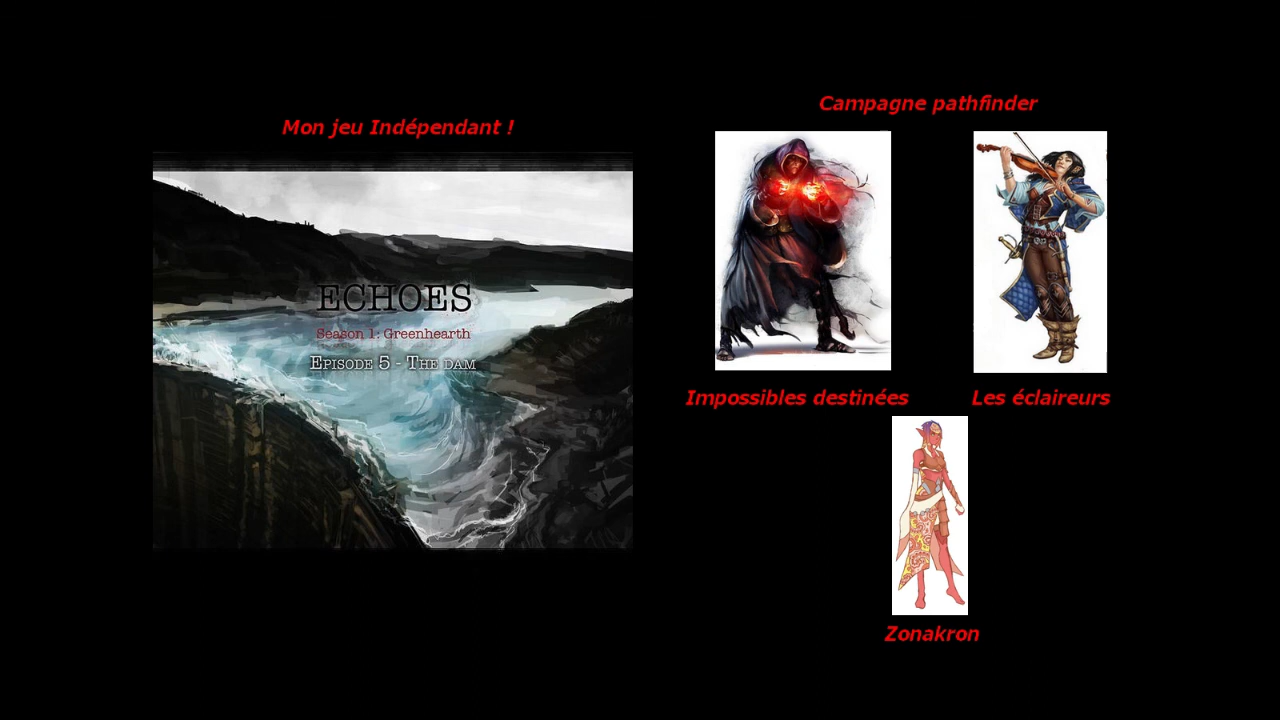 Mon jeu Indépendant !
ECHOES
Season 1: Greenhearth
Episode 5 - The dam
Campagne pathfinder
Impossibles destinées
Les éclaireurs
Zonakron